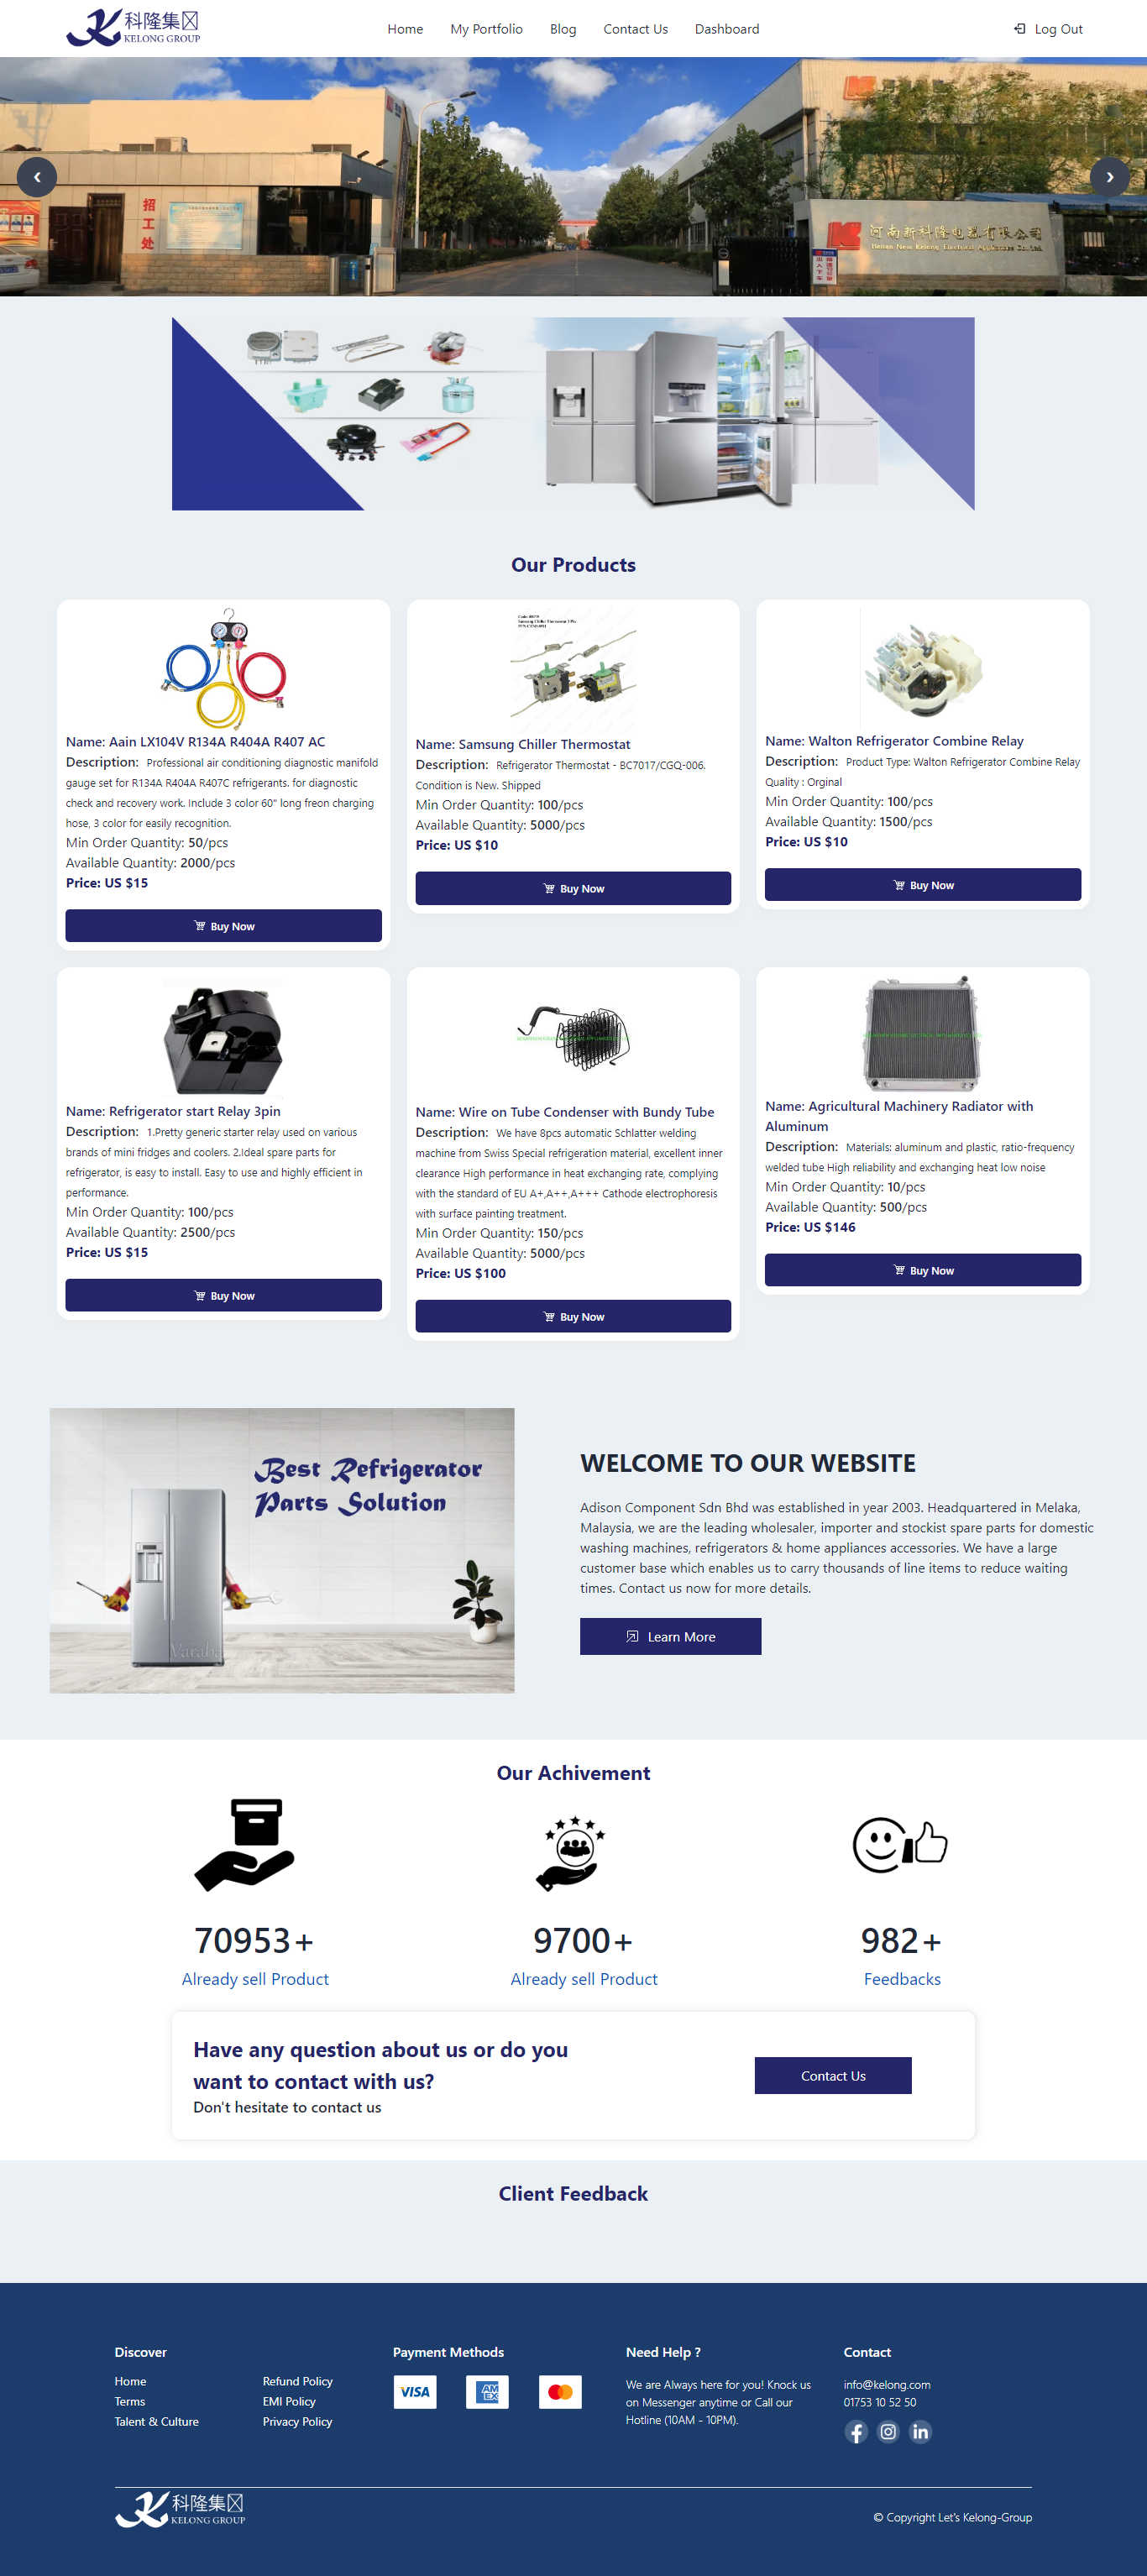 科隆集团
KELONG GROUP
Home
My Portfolio
Blog
Contact Us
Dashboard
Log Out
招工处
河南新科隆电器有限公司
Henan New Kelong Electrical Appliance Co., Ltd.
Our Products
Name: Aain LX104V R134A R404A R407 AC
Description: Professional air conditioning diagnostic manifold
gauge set for R134A R404A R407C refrigerants. for diagnostic
check and recovery work. Include 3 color 60" long freon charging
hose, 3 color for easily recognition.
Min Order Quantity: 50/pcs
Available Quantity: 2000/pcs
Price: US $15
Buy Now
Samsung Chiller Thermostat 3 Pin
Name: Samsung Chiller Thermostat
Description: Refrigerator Thermostat - BC7017/CGQ-006.
Condition is New. Shipped
Min Order Quantity: 100/pcs
Available Quantity: 5000/pcs
Price: US $10
Buy Now
Name: Walton Refrigerator Combine Relay
Description: Product Type: Walton Refrigerator Combine Relay
Quality : Orginal
Min Order Quantity: 100/pcs
Available Quantity: 1500/pcs
Price: US $10
Buy Now
Name: Refrigerator start Relay 3pin
Description: 1.Pretty generic starter relay used on various
brands of mini fridges and coolers. 2.Ideal spare parts for
refrigerator, is easy to install. Easy to use and highly efficient in
performance.
Min Order Quantity: 100/pcs
Available Quantity: 2500/pcs
Price: US $15
Buy Now
Name: Wire on Tube Condenser with Bundy Tube
Description: We have 8pcs automatic Schlatter welding
machine from Swiss Special refrigeration material, excellent inner
clearance High performance in heat exchanging rate, complying
with the standard of EU A+,A++,A+++ Cathode electrophoresis
with surface painting treatment.
Min Order Quantity: 150/pcs
Available Quantity: 5000/pcs
Price: US $100
Buy Now
Name: Agricultural Machinery Radiator with
Aluminum
Description: Materials: aluminum and plastic, ratio-frequency
welded tube High reliability and exchanging heat low noise
Min Order Quantity: 10/pcs
Available Quantity: 500/pcs
Price: US $146
Buy Now
Best Refrigerator
Parts Solution
Varaha
WELCOME TO OUR WEBSITE
Adison Component Sdn Bhd was established in year 2003. Headquartered in Melaka,
Malaysia, we are the leading wholesaler, importer and stockist spare parts for domestic
washing machines, refrigerators & home appliances accessories. We have a large
customer base which enables us to carry thousands of line items to reduce waiting
times. Contact us now for more details.
Learn More
Our Achivement
70953+
Already sell Product
9700+
Already sell Product
982+
Feedbacks
Have any question about us or do you
want to contact with us?
Don't hesitate to contact us
Contact Us
Client Feedback
Discover
Home
Terms
Talent & Culture
Refund Policy
EMI Policy
Privacy Policy
Payment Methods
VISA
AMEX
Need Help ?
We are Always here for you! Knock us
on Messenger anytime or Call our
Hotline (10AM - 10PM).
Contact
info@kelong.com
01753 10 52 50
科隆集团
KELONG GROUP
© Copyright Let's Kelong-Group